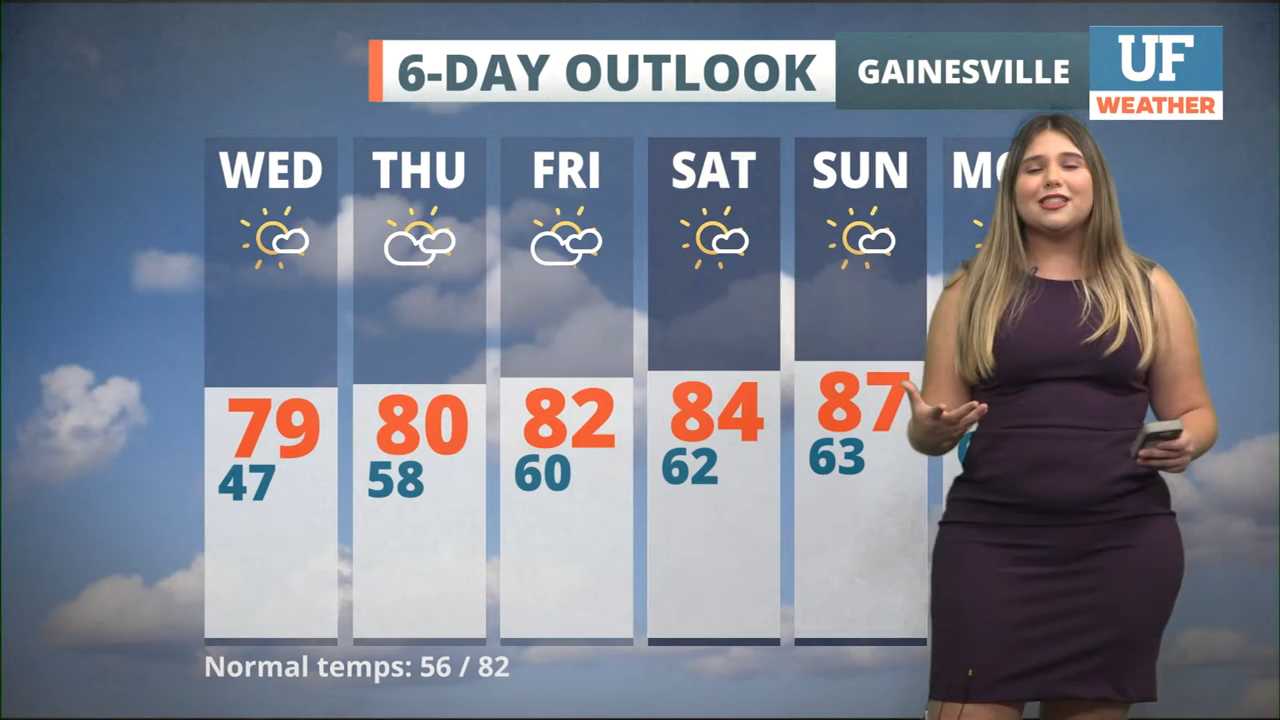 6-DAY OUTLOOK
GAINESVILLE
UF
WEATHER
WED THU FRI SAT SUN
79 80 82 84 87
47 58 60 62 63
Normal temps: 56 / 82